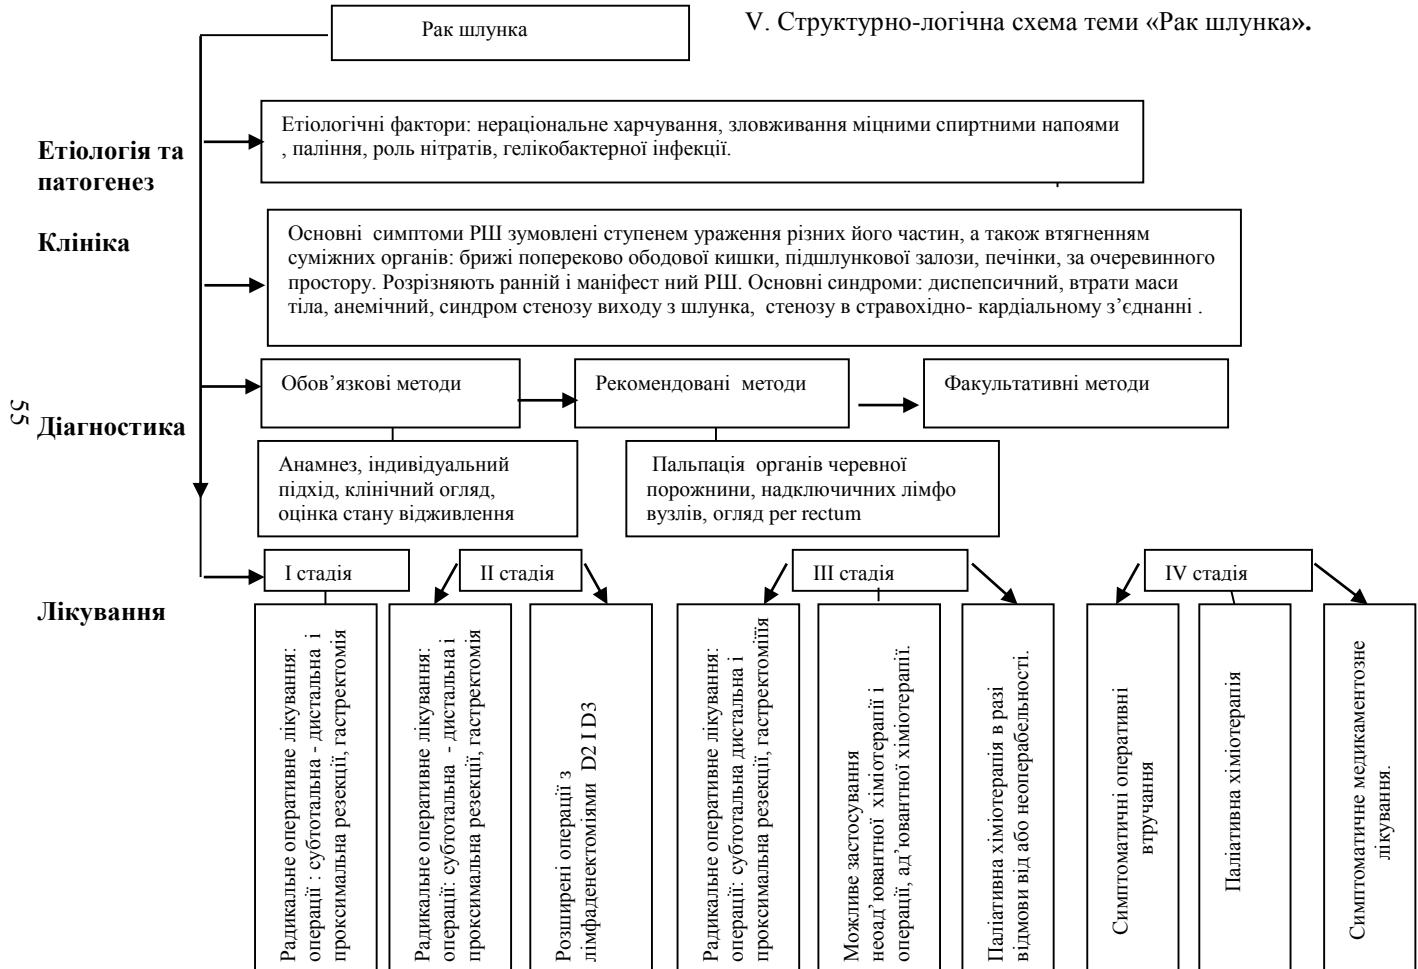 V. Структурно-логічна схема теми «Рак шлунка».
Рак шлунка
Етіологія та
патогенез
Етіологічні фактори: нераціональне харчування, зловживання міцними спиртними напоями
, паління, роль нітратів, гелікобактерної інфекції.
Клініка
Основні симптоми РШ зумовлені ступенем ураження різних його частин, а також втягненням
суміжних органів: брижі попереково ободової кишки, підшлункової залози, печінки, за очеревинного
простору. Розрізняють ранній і маніфест ний РШ. Основні синдроми: диспепсичний, втрати маси
тіла, анемічний, синдром стенозу виходу з шлунка, стенозу в стравохідно- кардіальному з’єднанні .
Діагностика
Обов’язкові методи
Рекомендовані методи
Факультативні методи
Анамнез, індивідуальний
підхід, клінічний огляд,
оцінка стану відживлення
Пальпація органів черевної
порожнини, надключичних лімфо
вузлів, огляд per rectum
55
Лікування
І стадія
ІІ стадія
ІІІ стадія
IV стадія
Радикальне оперативне лікування:
операції : субтотальна - дистальна і
проксимальна резекції, гастректомія
Радикальне оперативне лікування:
операції: субтотальна - дистальна і
проксимальна резекції, гастректомія
Розширені операції з
лімфаденектоміями D2 І D3
Радикальне оперативне лікування:
операції: субтотальна дистальна і
проксимальна резекції, гастректоміїія
Можливе застосування
неоад’ювантної хіміотерапії і
операції, ад’ювантної хіміотерапії.
Паліативна хіміотерапія в разі
відмови від або неоперабельності.
Симптоматичні оперативні
втручання
Паліативна хіміотерапія
Симптоматичне медикаментозне
лікування.